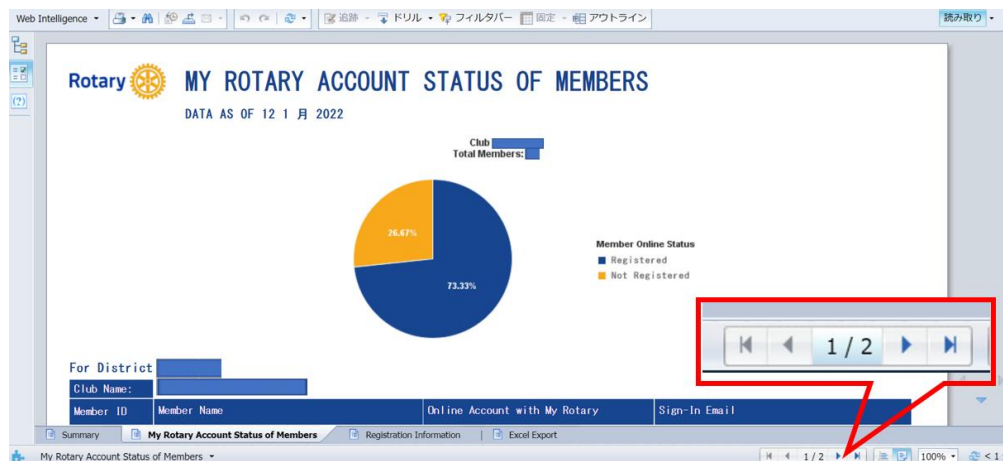 Web Intelligence
追跡 ドリル フィルタバー 固定 アウトライン
読み取り
Rotary
MY ROTARY ACCOUNT STATUS OF MEMBERS
DATA AS OF 12 1 月 2022
Club
Total Members:
26.67%
73.33%
Member Online Status
Registered
Not Registered
1 / 2
For District
Club Name:
Member ID Member Name Online Account with My Rotary Sign-In Email
Summary My Rotary Account Status of Members Registration Information | Excel Export
My Rotary Account Status of Members 1 / 2 100% < 1